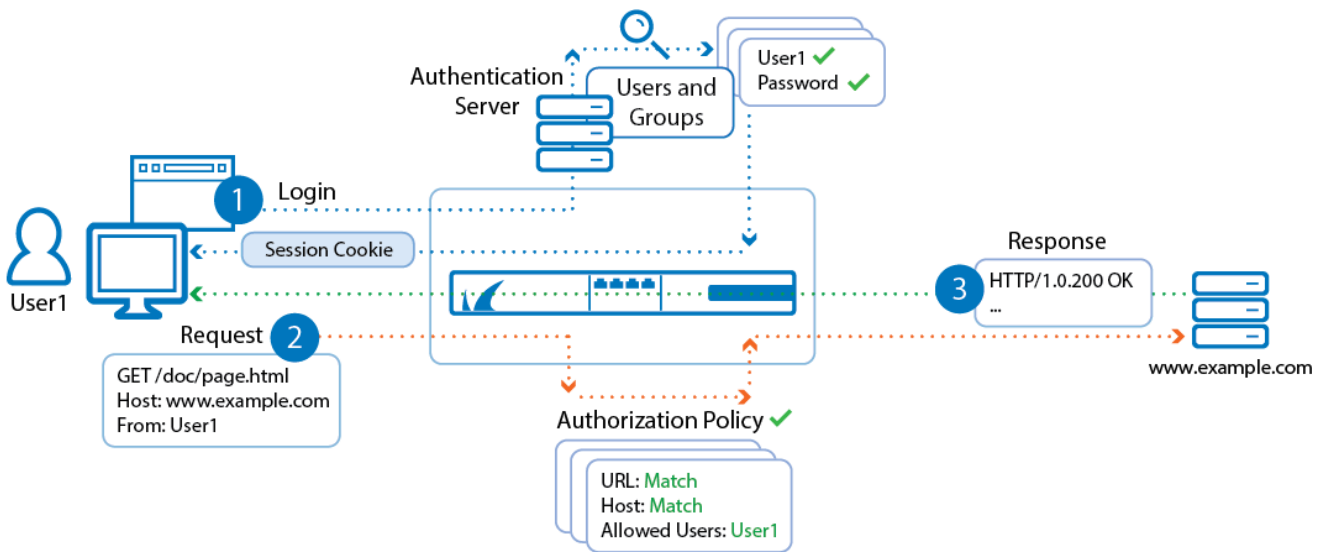 Authentication
Server
Users and
Groups
User1
Password
1
Login
Session Cookie
User1
Response
3
HTTP/1.0.200 OK
...
www.example.com
Request
2
GET /doc/page.html
Host: www.example.com
From: User1
Authorization Policy
URL: Match
Host: Match
Allowed Users: User1